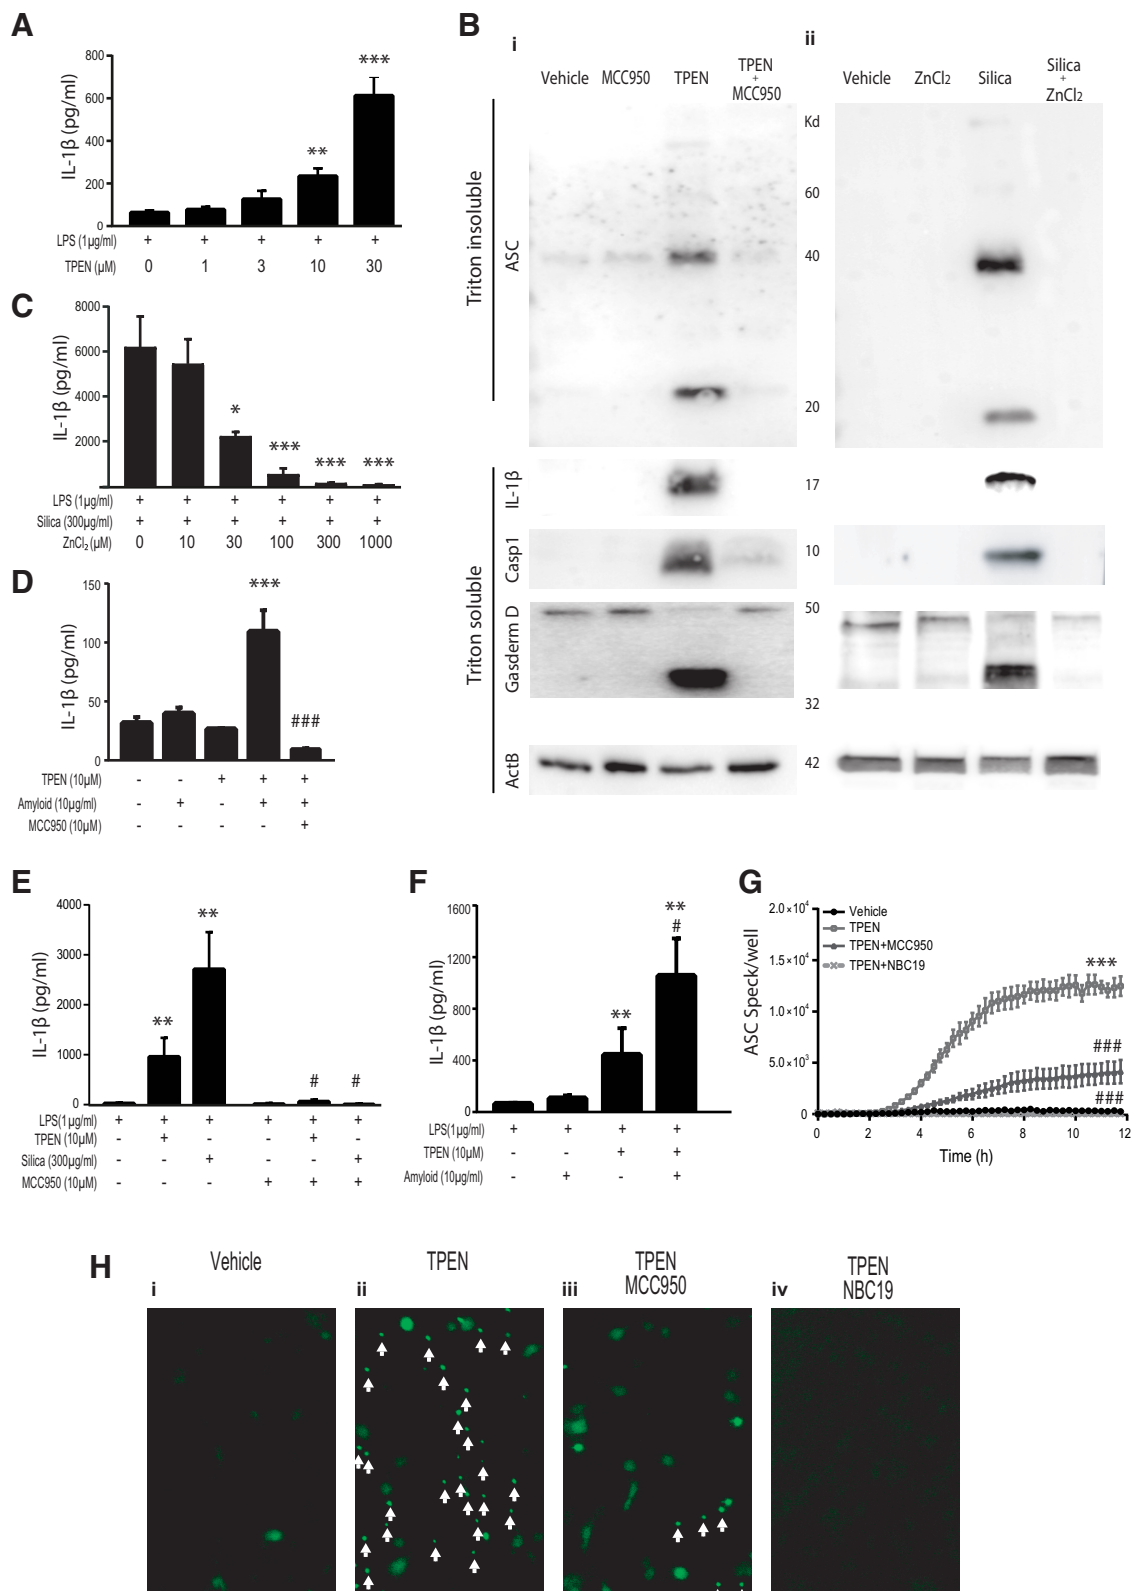 A
IL-1β (pg/ml)
800
600
400
200
0
**
***
LPS (1µg/ml) + + + + +
TPEN (µM) 0 1 3 10 30
B
i
Vehicle MCC950 TPEN TPEN + MCC950
ii
Vehicle ZnCl2 Silica Silica + ZnCl2
Triton insoluble
ASC
Kd
60
40
20
Triton soluble
IL-1β
17
Casp1
10
Gasderm D
50
32
ActB
42
C
IL-1β (pg/ml)
8000
6000
4000
2000
*
***
***
***
LPS (1µg/ml) + + + + + +
Silica (300µg/ml) + + + + + +
ZnCl2 (µM) 0 10 30 100 300 1000
D
IL-1β (pg/ml)
150
100
50
0
***
###
TPEN (10µM) - - + + +
Amyloid (10µg/ml) - + - + +
MCC950 (10µM) - - - - +
E
IL-1β (pg/ml)
4000
3000
2000
1000
0
**
**
#
#
LPS(1µg/ml) + + + + + +
TPEN (10µM) - + - - + -
Silica (300µg/ml) - - + - - +
MCC950 (10µM) - - - + + +
F
IL-1β (pg/ml)
1600
1200
800
400
0
**
**
#
LPS(1µg/ml) + + + +
TPEN (10µM) - - + +
Amyloid (10µg/ml) - + - +
G
ASC Speck/well
2.0×10⁴
1.5×10⁴
1.0×10⁴
5.0×10³
0
Vehicle
TPEN
TPEN+MCC950
TPEN+NBC19
***
###
###
0 2 4 6 8 10 12
Time (h)
H
i
Vehicle
ii
TPEN
iii
TPEN
MCC950
iv
TPEN
NBC19